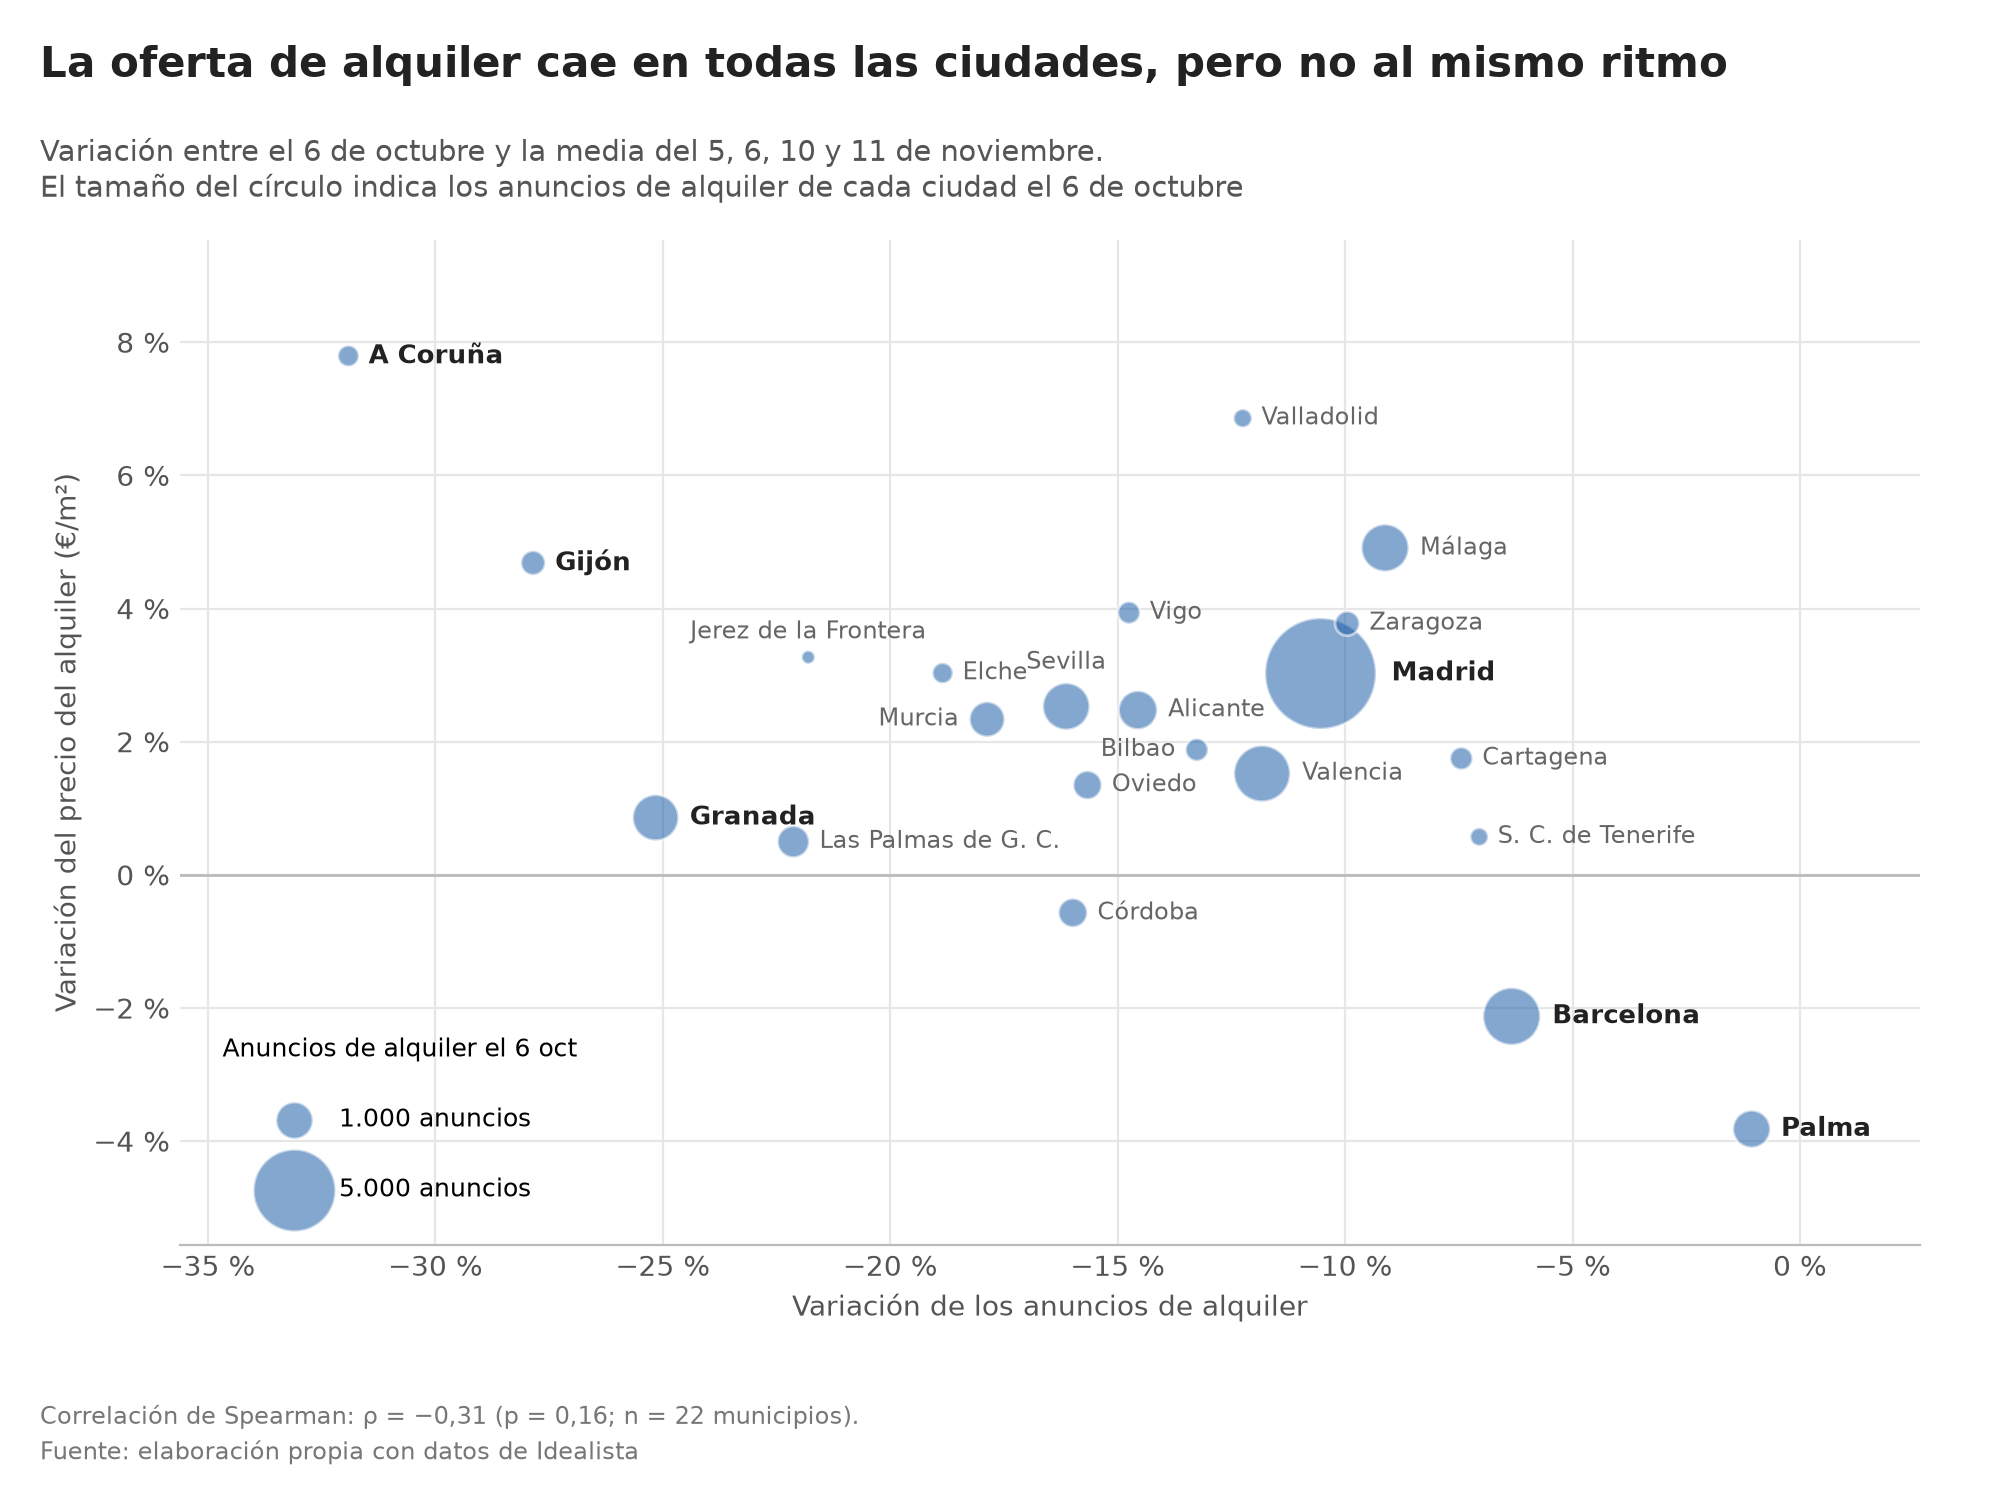 La oferta de alquiler cae en todas las ciudades, pero no al mismo ritmo
Variación entre el 6 de octubre y la media del 5, 6, 10 y 11 de noviembre.
El tamaño del círculo indica los anuncios de alquiler de cada ciudad el 6 de octubre
Variación del precio del alquiler (€/m²)
8 %
6 %
4 %
2 %
0 %
−2 %
−4 %
A Coruña
Valladolid
Málaga
Gijón
Vigo
Zaragoza
Jerez de la Frontera
Sevilla
Elche
Madrid
Alicante
Murcia
Bilbao
Cartagena
Valencia
Oviedo
Granada
S. C. de Tenerife
Las Palmas de G. C.
Córdoba
Barcelona
Palma
Anuncios de alquiler el 6 oct
1.000 anuncios
5.000 anuncios
−35 %
−30 %
−25 %
−20 %
−15 %
−10 %
−5 %
0 %
Variación de los anuncios de alquiler
Correlación de Spearman: ρ = −0,31 (p = 0,16; n = 22 municipios).
Fuente: elaboración propia con datos de Idealista